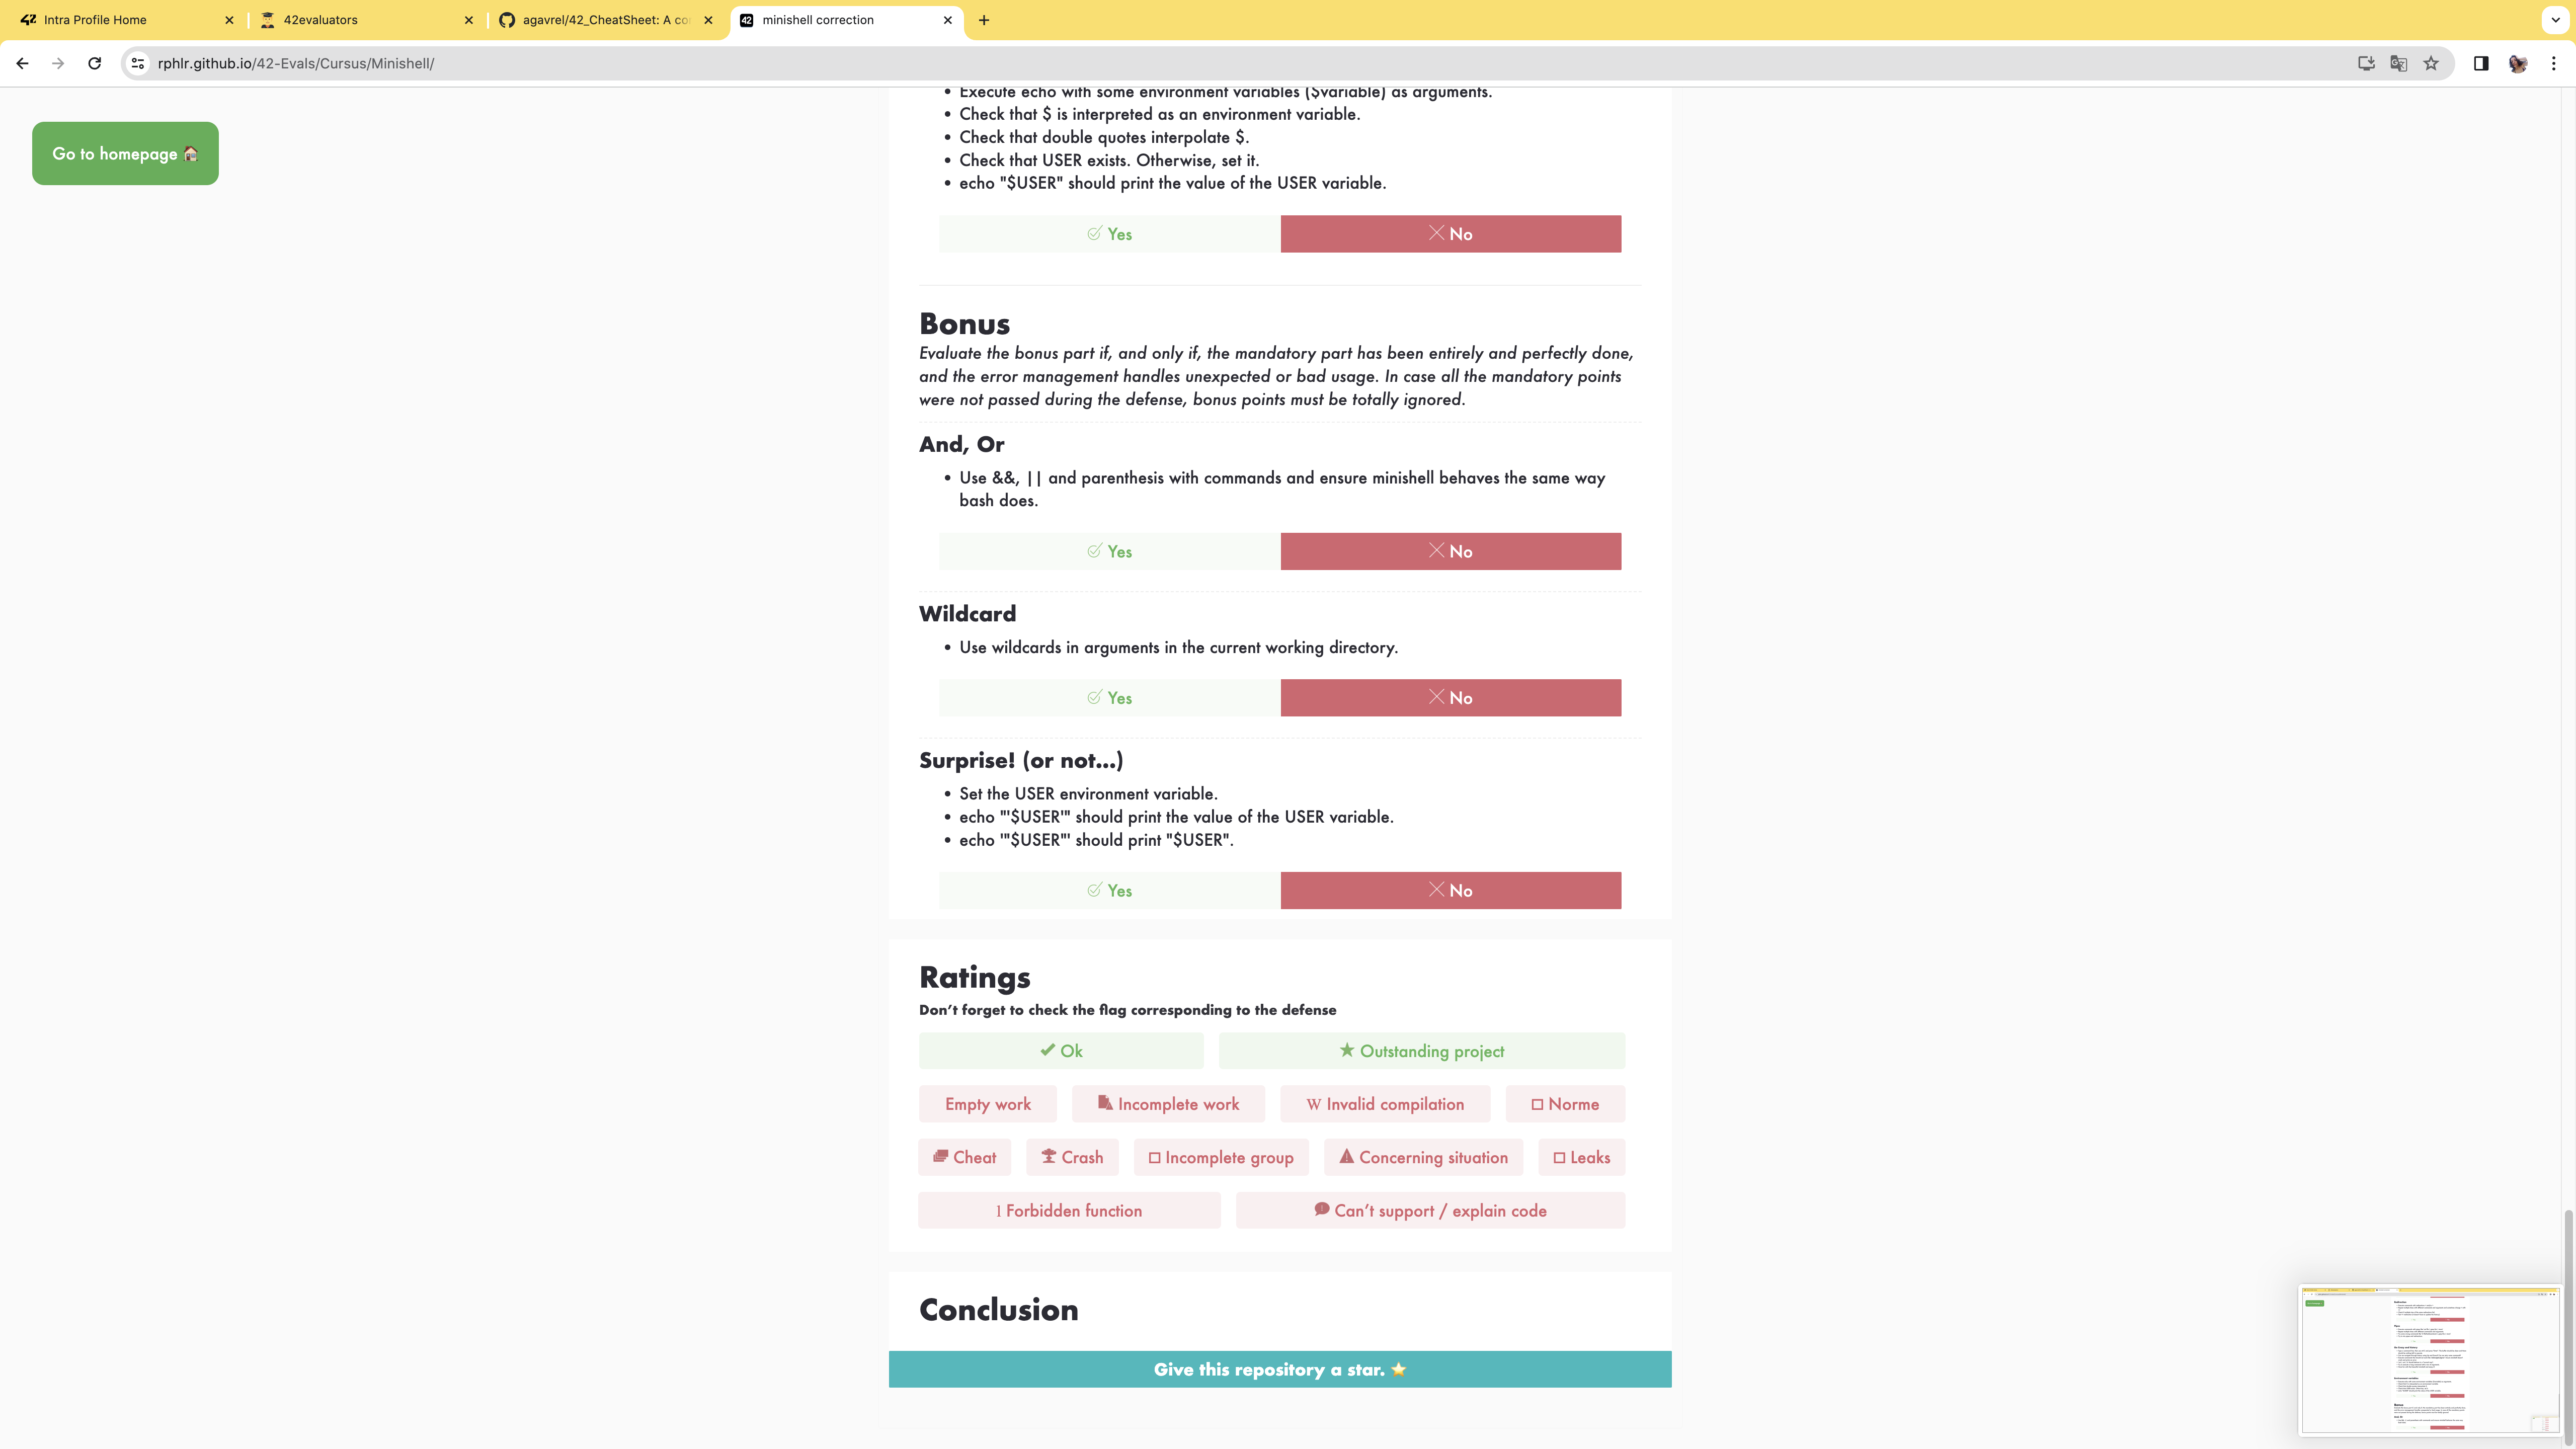 Intra Profile Home
42evaluators
agavrel/42_CheatSheet: A co
42 minishell correction
rphlr.github.io/42-Evals/Cursus/Minishell/
Go to homepage
Execute echo with some environment variables ($variable) as arguments.
Check that $ is interpreted as an environment variable.
Check that double quotes interpolate $.
Check that USER exists. Otherwise, set it.
echo "$USER" should print the value of the USER variable.
Yes
No
Bonus
Evaluate the bonus part if, and only if, the mandatory part has been entirely and perfectly done,
and the error management handles unexpected or bad usage. In case all the mandatory points
were not passed during the defense, bonus points must be totally ignored.
And, Or
Use &&, || and parenthesis with commands and ensure minishell behaves the same way
bash does.
Yes
No
Wildcard
Use wildcards in arguments in the current working directory.
Yes
No
Surprise! (or not...)
Set the USER environment variable.
echo "'$USER'" should print the value of the USER variable.
echo '"$USER"' should print "$USER".
Yes
No
Ratings
Don't forget to check the flag corresponding to the defense
Ok
Outstanding project
Empty work
Incomplete work
W Invalid compilation
Norme
Cheat
Crash
Incomplete group
Concerning situation
Leaks
l Forbidden function
Can't support / explain code
Conclusion
Give this repository a star.